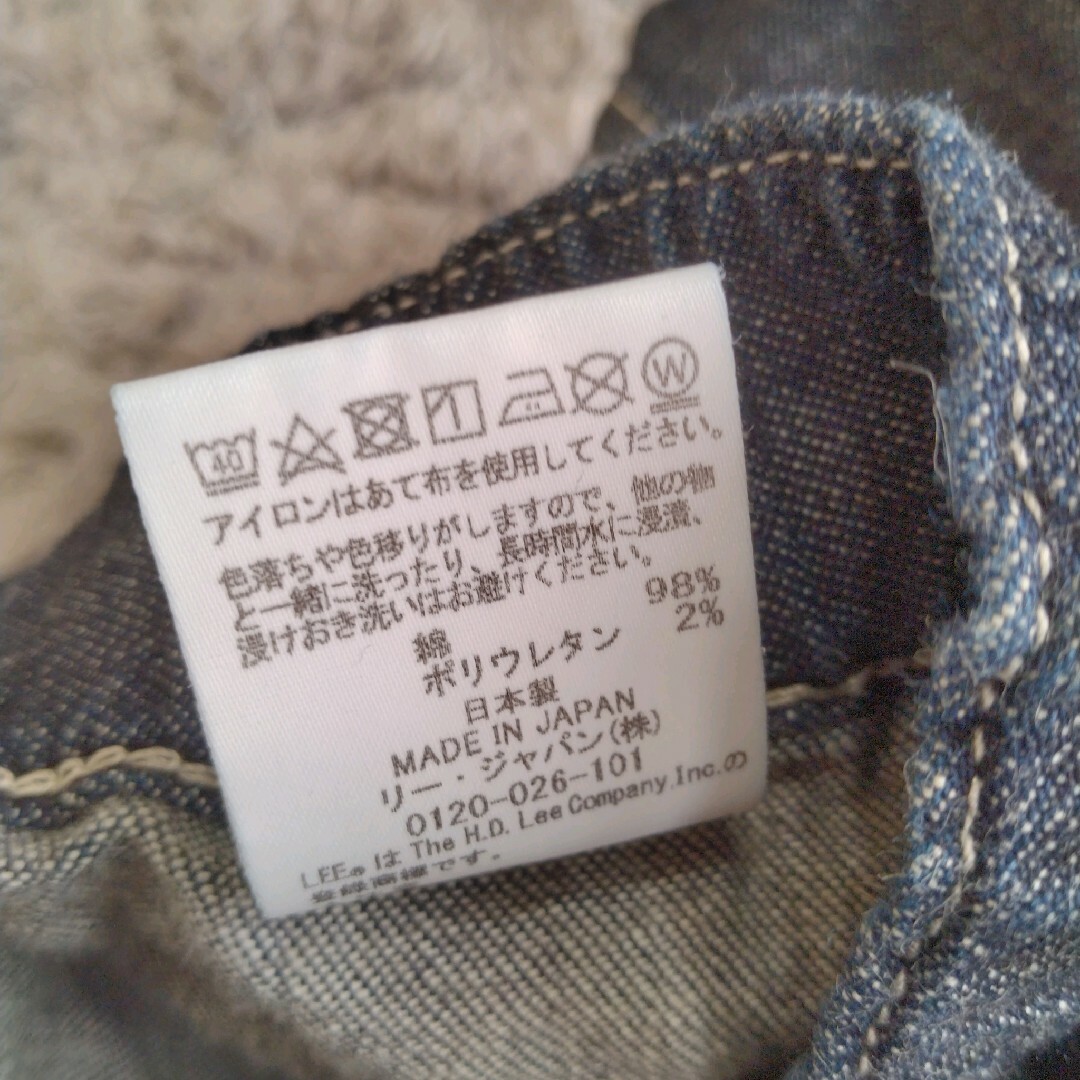 40 W
アイロンはあて布を使用してください。
色落ちや色移りがしますので、他の物
と一緒に洗ったり、長時間水に浸漬、
浸けおき洗いはお避けください。
綿 98%
ポリウレタン 2%
日本製
MADE IN JAPAN
リー・ジャパン(株)
0120-026-101
LEE® は The H.D. Lee Company, Inc.の
登録商標です。